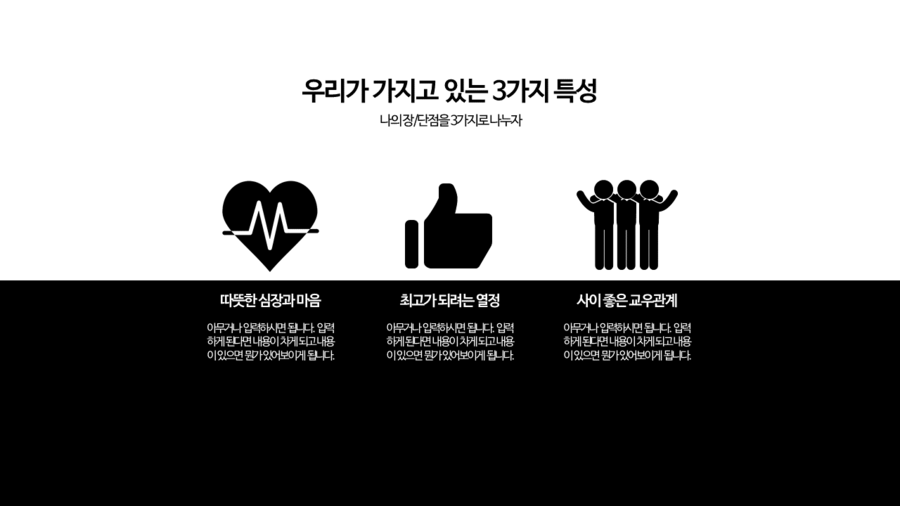 우리가 가지고 있는 3가지 특성
나의 장/단점을 3가지로 나누자
따뜻한 심장과 마음
아무거나 입력하시면 됩니다. 입력
하게 된다면 내용이 차게 되고 내용
이 있으면 뭔가 있어보이게 됩니다.
최고가 되려는 열정
아무거나 입력하시면 됩니다. 입력
하게 된다면 내용이 차게 되고 내용
이 있으면 뭔가 있어보이게 됩니다.
사이 좋은 교우관계
아무거나 입력하시면 됩니다. 입력
하게 된다면 내용이 차게 되고 내용
이 있으면 뭔가 있어보이게 됩니다.